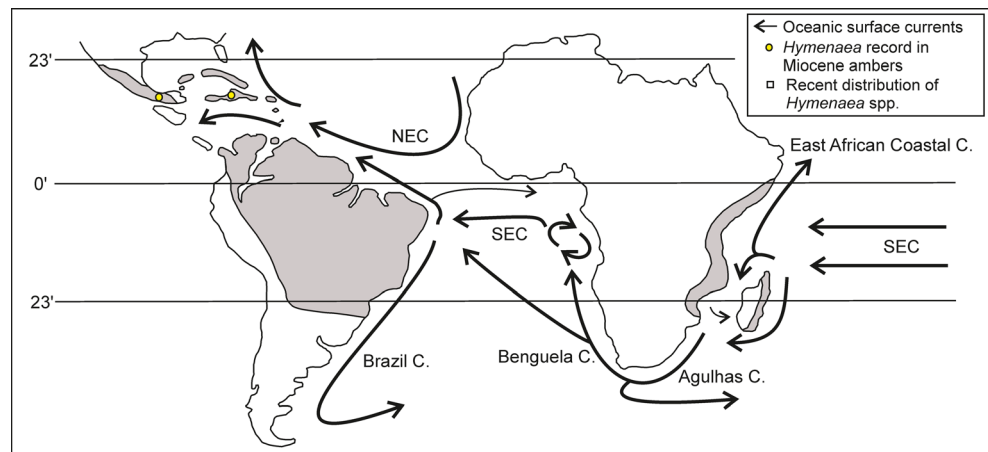 Oceanic surface currents
Hymenaea record in
Miocene ambers
Recent distribution of
Hymenaea spp.
23'
NEC
East African Coastal C.
0'
SEC
SEC
23'
Brazil C.
Benguela C.
Agulhas C.